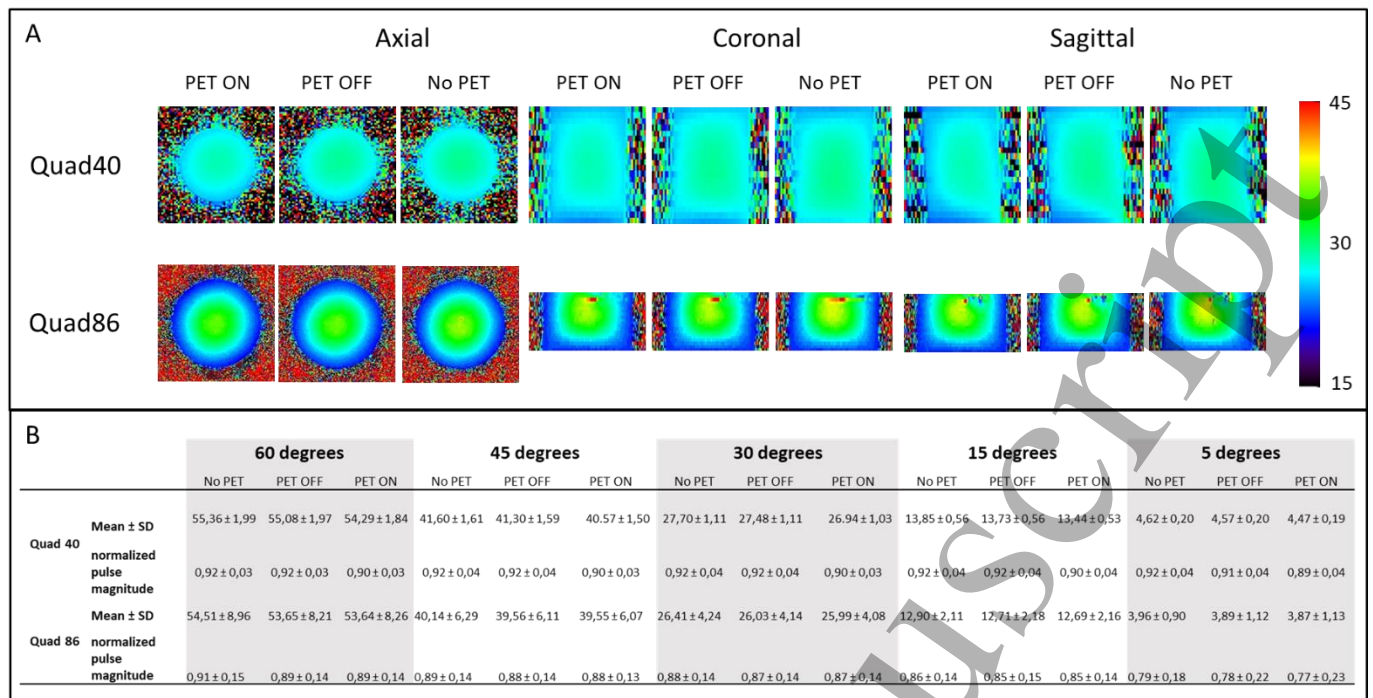 A
Axial Coronal Sagittal
PET ON PET OFF No PET PET ON PET OFF No PET PET ON PET OFF No PET
Quad40
Quad86
45
30
15
B
60 degrees 45 degrees 30 degrees 15 degrees 5 degrees
No PET PET OFF PET ON No PET PET OFF PET ON No PET PET OFF PET ON No PET PET OFF PET ON No PET PET OFF PET ON
Quad 40
Mean ± SD 55,36±1,99 55,08±1,97 54,29±1,84 41,60±1,61 41,30±1,59 40.57±1,50 27,70±1,11 27,48±1,11 26.94±1,03 13,85±0,56 13,73±0,56 13,44±0,53 4,62±0,20 4,57±0,20 4,47±0,19
normalized
pulse
magnitude 0,92±0,03 0,92±0,03 0,90±0,03 0,92±0,04 0,92±0,04 0,90±0,03 0,92±0,04 0,92±0,04 0,90±0,03 0,92±0,04 0,92±0,04 0,90±0,04 0,92±0,04 0,91±0,04 0,89±0,04
Quad 86
Mean ± SD 54,51±8,96 53,65±8,21 53,64±8,26 40,14±6,29 39,56±6,11 39,55±6,07 26,41±4,24 26,03±4,14 25,99±4,08 12,90±2,11 12,71±2,18 12,69±2,16 3,96±0,90 3,89±1,12 3,87±1,13
normalized
pulse
magnitude 0,91±0,15 0,89±0,14 0,89±0,14 0,89±0,14 0,88±0,14 0,88±0,13 0,88±0,14 0,87±0,14 0,87±0,14 0,86±0,14 0,85±0,15 0,85±0,14 0,79±0,18 0,78±0,22 0,77±0,23
uscript